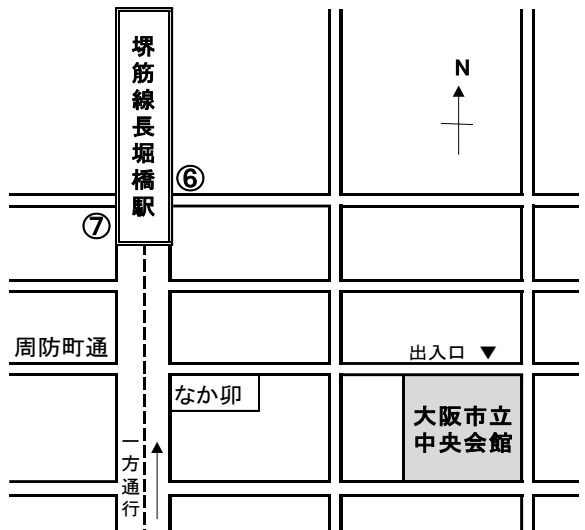 堺筋線長堀橋駅
N
⑥
⑦
周防町通
出入口 ▼
なか卯
大阪市立
中央会館
一方通行